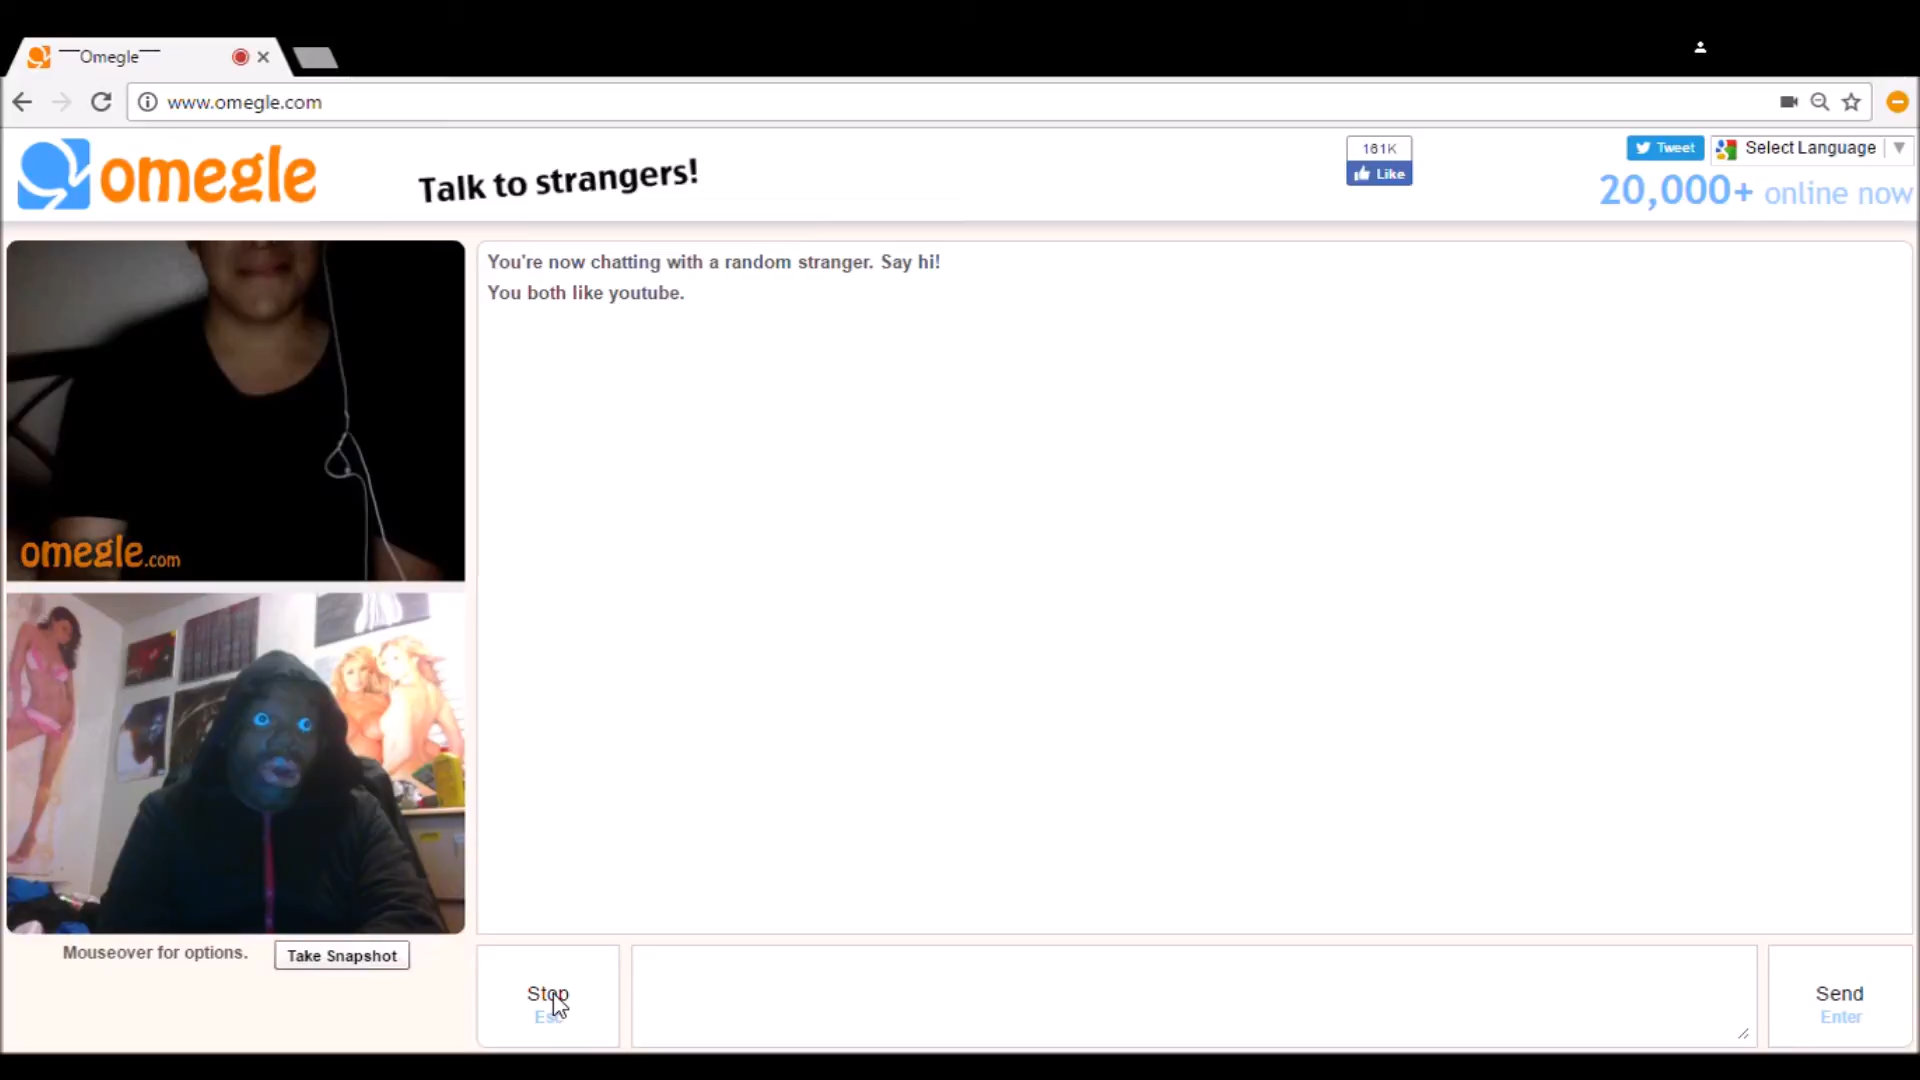 Omegle
www.omegle.com
omegle
Talk to strangers!
161K
Like
Tweet
Select Language
20,000+ online now
You're now chatting with a random stranger. Say hi!
You both like youtube.
omegle.com
Mouseover for options.
Take Snapshot
Stop
Esc
Send
Enter